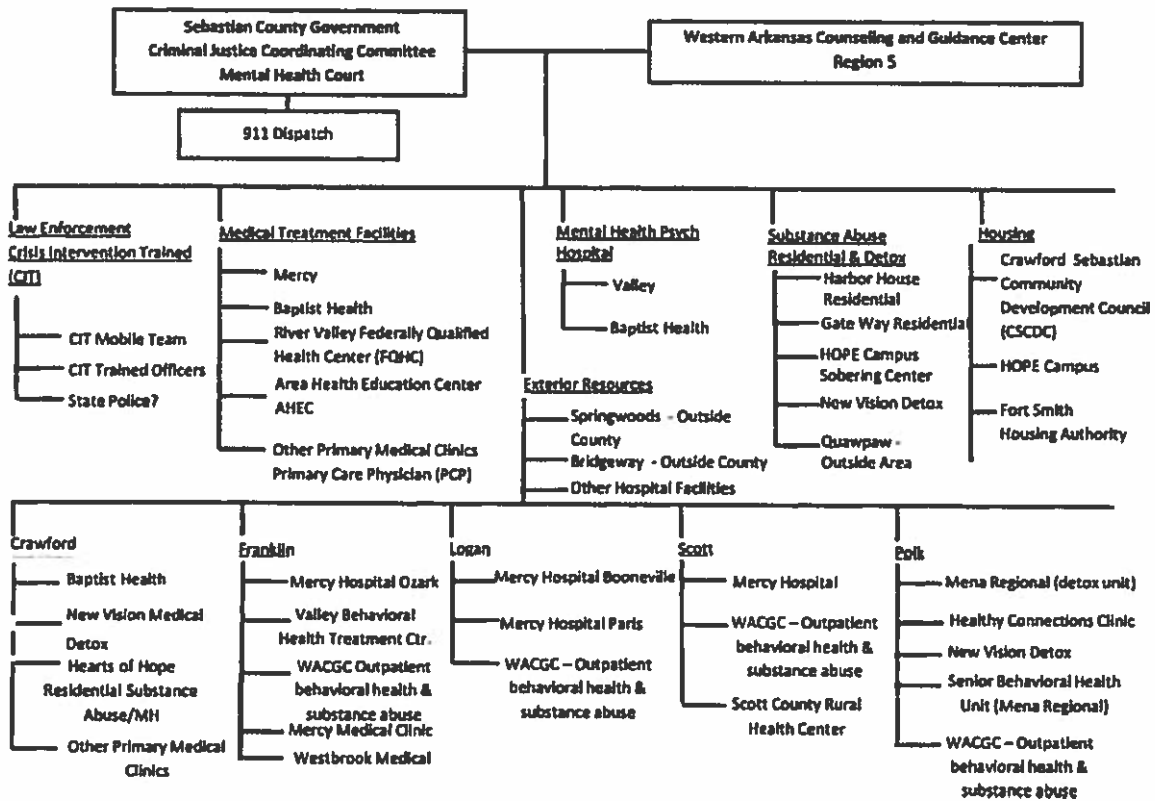 Sebastian County Government
Criminal Justice Coordinating Committee
Mental Health Court
Western Arkansas Counseling and Guidance Center
Region 5
911 Dispatch
Law Enforcement
Crisis Intervention Trained
(CIT)
CIT Mobile Team
CIT Trained Officers
State Police?
Medical Treatment Facilities
Mercy
Baptist Health
River Valley Federally Qualified
Health Center (FQHC)
Area Health Education Center
AHEC
Other Primary Medical Clinics
Primary Care Physician (PCP)
Exterior Resources
Springwoods - Outside
County
Bridgeway - Outside County
Other Hospital Facilities
Mental Health Psych
Hospital
Valley
Baptist Health
Substance Abuse
Residential & Detox
Harbor House
Residential
Gate Way Residential
HOPE Campus
Sobering Center
New Vision Detox
Quawpaw -
Outside Area
Housing
Crawford Sebastian
Community
Development Council
(CSCDC)
HOPE Campus
Fort Smith
Housing Authority
Crawford
Baptist Health
New Vision Medical
Detox
Hearts of Hope
Residential Substance
Abuse/MH
Other Primary Medical
Clinics
Franklin
Mercy Hospital Ozark
Valley Behavioral
Health Treatment Ctr.
WACGC Outpatient
behavioral health &
substance abuse
Mercy Medical Clinic
Westbrook Medical
Logan
Mercy Hospital Booneville
Mercy Hospital Paris
WACGC – Outpatient
behavioral health &
substance abuse
Scott
Mercy Hospital
WACGC – Outpatient
behavioral health &
substance abuse
Scott County Rural
Health Center
Polk
Mena Regional (detox unit)
Healthy Connections Clinic
New Vision Detox
Senior Behavioral Health
Unit (Mena Regional)
WACGC – Outpatient
behavioral health &
substance abuse